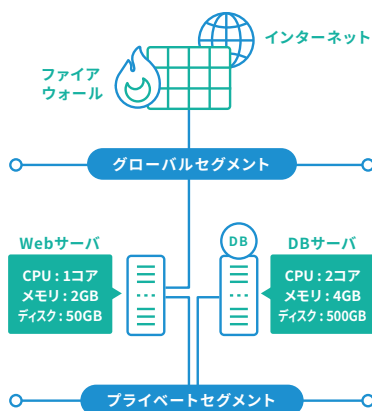 インターネット
ファイア
ウォール
グローバルセグメント
Webサーバ
DB
DBサーバ
CPU : 1コア
メモリ : 2GB
ディスク : 50GB
CPU : 2コア
メモリ : 4GB
ディスク : 500GB
プライベートセグメント